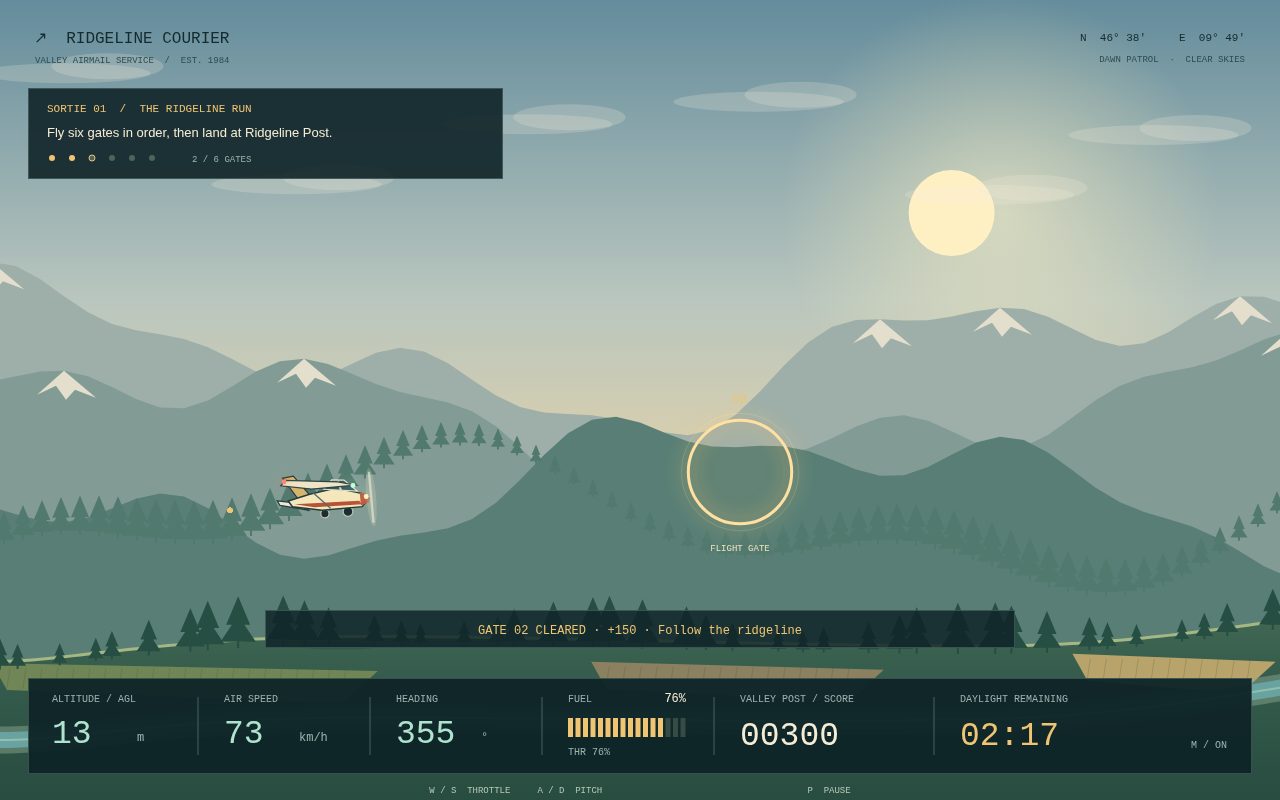 ↗ RIDGELINE COURIER
VALLEY AIRMAIL SERVICE / EST. 1984
N 46° 38' E 09° 49'
DAWN PATROL · CLEAR SKIES
SORTIE 01 / THE RIDGELINE RUN
Fly six gates in order, then land at Ridgeline Post.
2 / 6 GATES
FLIGHT GATE
GATE 02 CLEARED · +150 · Follow the ridgeline
ALTITUDE / AGL
13 m
AIR SPEED
73 km/h
HEADING
355 °
FUEL 76%
THR 76%
VALLEY POST / SCORE
00300
DAYLIGHT REMAINING
02:17
M / ON
W / S THROTTLE A / D PITCH P PAUSE